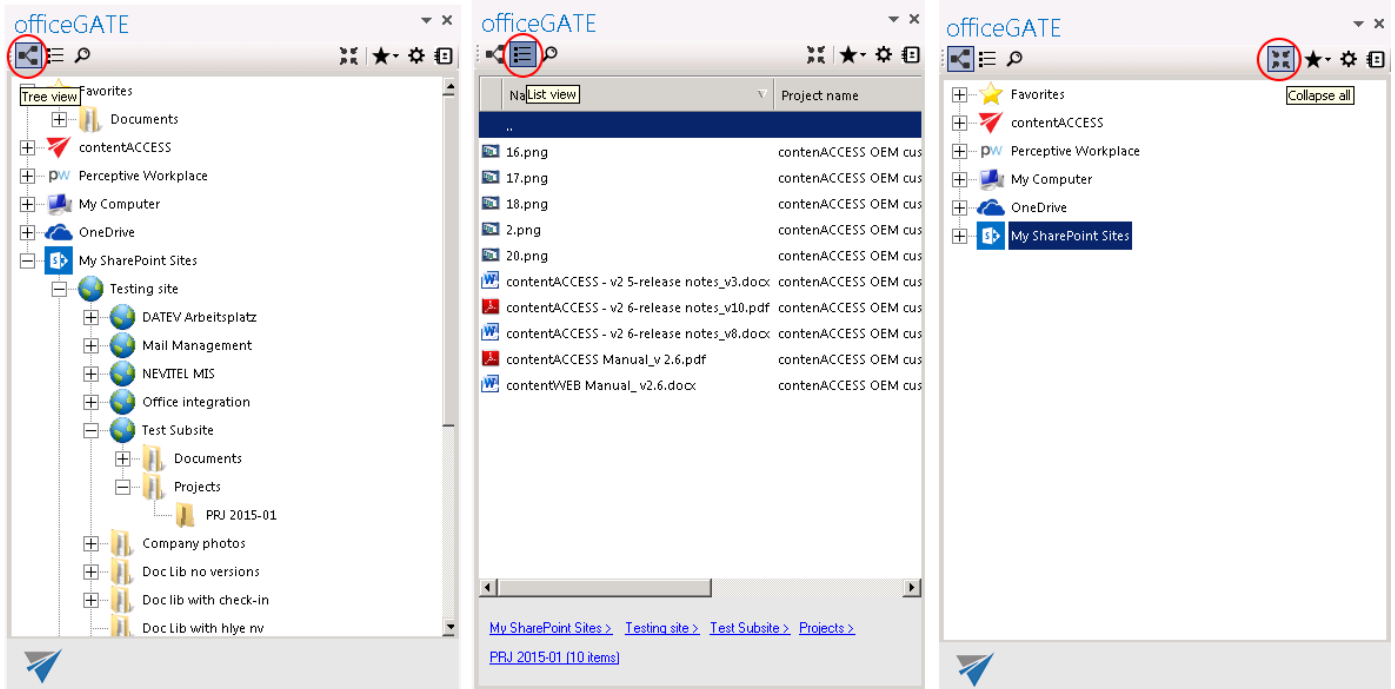 officeGATE
Tree view
Favorites
Documents
contentACCESS
pw Perceptive Workplace
My Computer
OneDrive
My SharePoint Sites
Testing site
DATEV Arbeitsplatz
Mail Management
NEVITEL MIS
Office integration
Test Subsite
Documents
Projects
PRJ 2015-01
Company photos
Doc Lib no versions
Doc lib with check-in
Doc Lib with hlye nv
officeGATE
Na List view Project name
..
16.png contenACCESS OEM cus
17.png contenACCESS OEM cus
18.png contenACCESS OEM cus
2.png contenACCESS OEM cus
20.png contenACCESS OEM cus
contentACCESS - v2 5-release notes_v3.docx contenACCESS OEM cus
contentACCESS - v2 6-release notes_v10.pdf contenACCESS OEM cus
contentACCESS - v2 6-release notes_v8.docx contenACCESS OEM cus
contentACCESS Manual_v 2.6.pdf contenACCESS OEM cus
contentWEB Manual_ v2.6.docx contenACCESS OEM cus
My SharePoint Sites > Testing site > Test Subsite > Projects >
PRJ 2015-01 (10 items)
officeGATE
Collapse all
Favorites
contentACCESS
pw Perceptive Workplace
My Computer
OneDrive
My SharePoint Sites